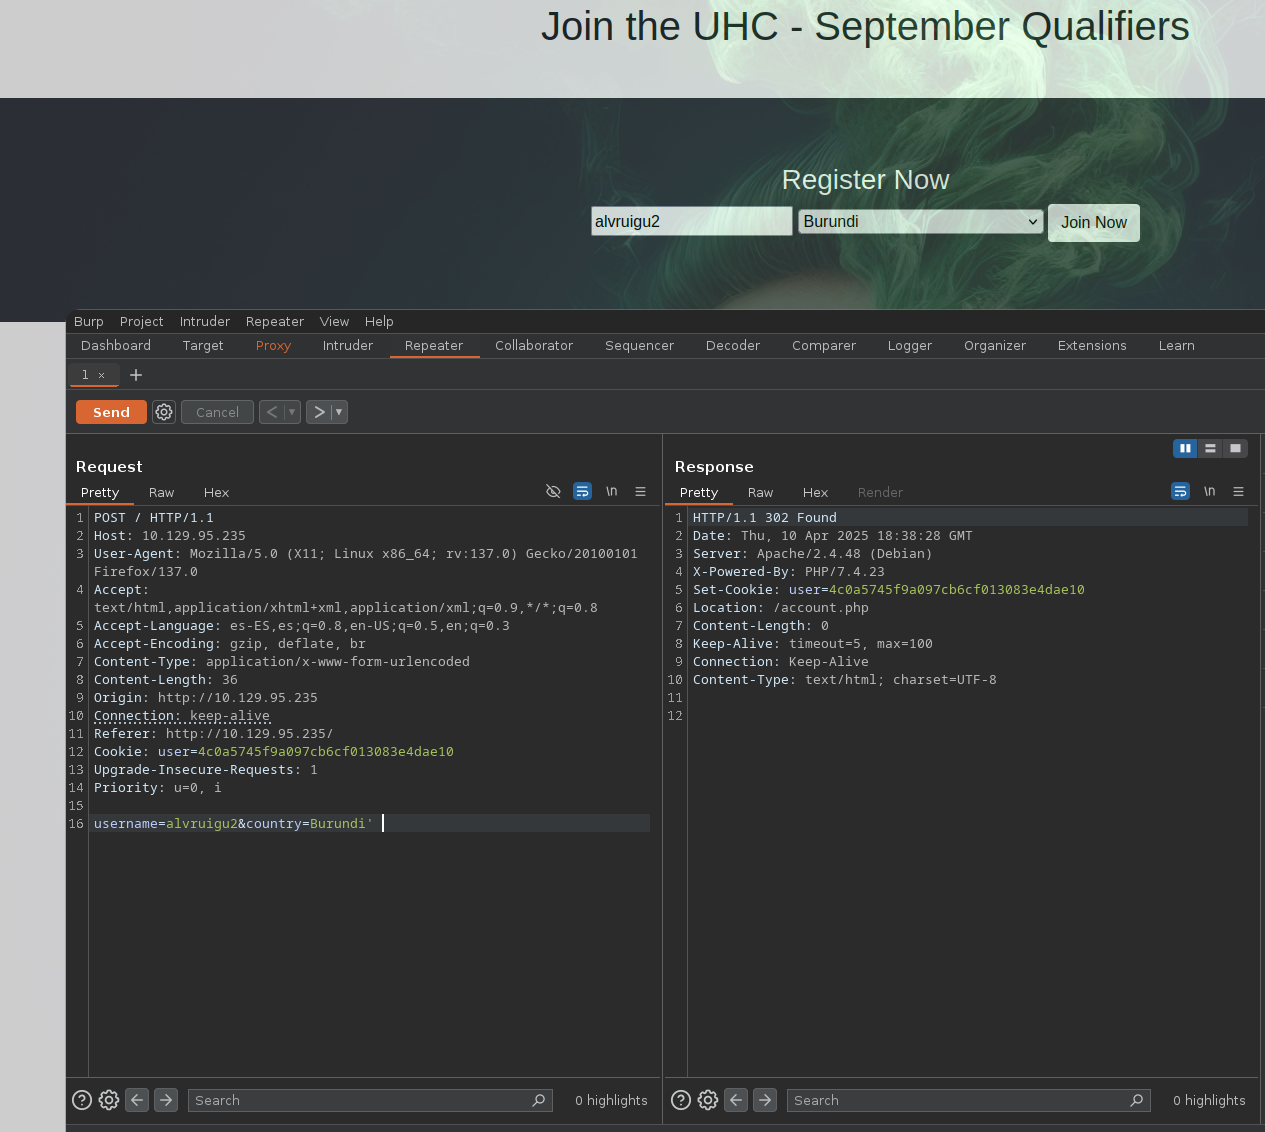 Join the UHC - September Qualifiers
Register Now
alvruigu2 Burundi Join Now
Burp Project Intruder Repeater View Help
Dashboard Target Proxy Intruder Repeater Collaborator Sequencer Decoder Comparer Logger Organizer Extensions Learn
1 × +
Send Cancel < > 
Request
Pretty Raw Hex \n
1 POST / HTTP/1.1
2 Host: 10.129.95.235
3 User-Agent: Mozilla/5.0 (X11; Linux x86_64; rv:137.0) Gecko/20100101
Firefox/137.0
4 Accept:
text/html,application/xhtml+xml,application/xml;q=0.9,*/*;q=0.8
5 Accept-Language: es-ES,es;q=0.8,en-US;q=0.5,en;q=0.3
6 Accept-Encoding: gzip, deflate, br
7 Content-Type: application/x-www-form-urlencoded
8 Content-Length: 36
9 Origin: http://10.129.95.235
10 Connection: keep-alive
11 Referer: http://10.129.95.235/
12 Cookie: user=4c0a5745f9a097cb6cf013083e4dae10
13 Upgrade-Insecure-Requests: 1
14 Priority: u=0, i
15
16 username=alvruigu2&country=Burundi'
Search 0 highlights
Response
Pretty Raw Hex Render \n
1 HTTP/1.1 302 Found
2 Date: Thu, 10 Apr 2025 18:38:28 GMT
3 Server: Apache/2.4.48 (Debian)
4 X-Powered-By: PHP/7.4.23
5 Set-Cookie: user=4c0a5745f9a097cb6cf013083e4dae10
6 Location: /account.php
7 Content-Length: 0
8 Keep-Alive: timeout=5, max=100
9 Connection: Keep-Alive
10 Content-Type: text/html; charset=UTF-8
11
12
Search 0 highlights